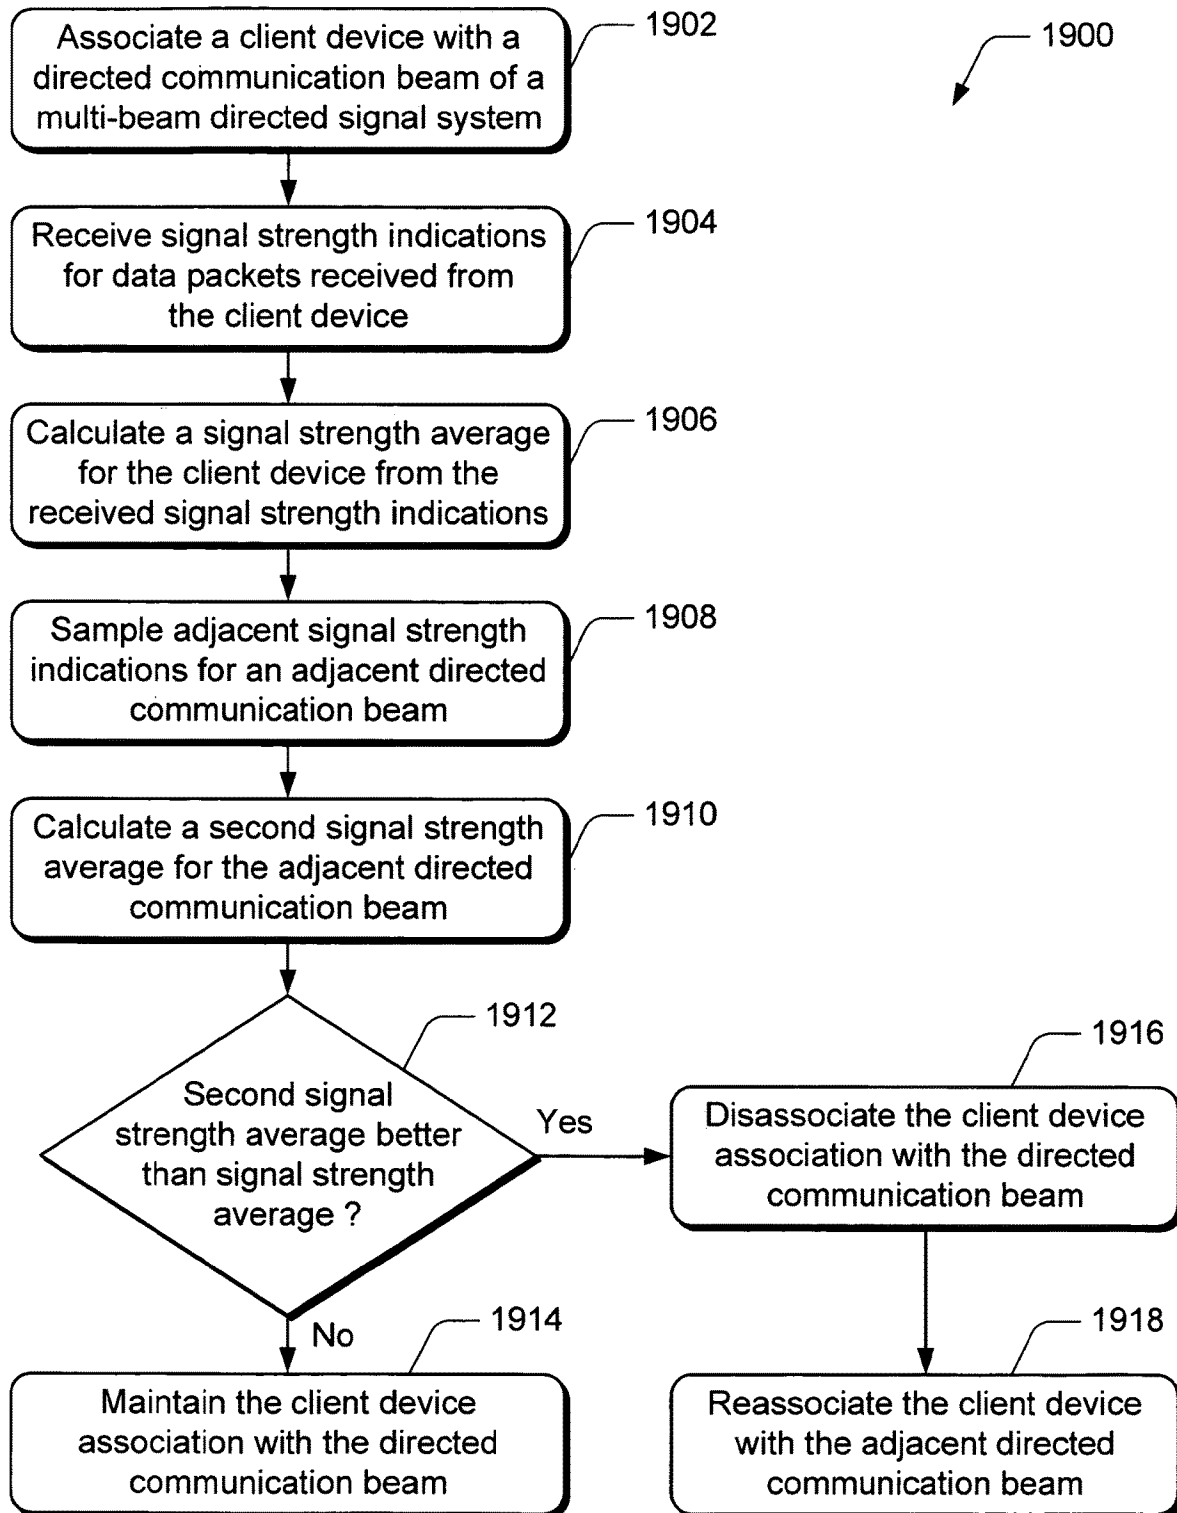 Associate a client device with a
directed communication beam of a
multi-beam directed signal system
1902
1900
Receive signal strength indications
for data packets received from
the client device
1904
Calculate a signal strength average
for the client device from the
received signal strength indications
1906
Sample adjacent signal strength
indications for an adjacent directed
communication beam
1908
Calculate a second signal strength
average for the adjacent directed
communication beam
1910
Second signal
strength average better
than signal strength
average ?
1912
Yes
No
Disassociate the client device
association with the directed
communication beam
1916
Maintain the client device
association with the directed
communication beam
1914
Reassociate the client device
with the adjacent directed
communication beam
1918